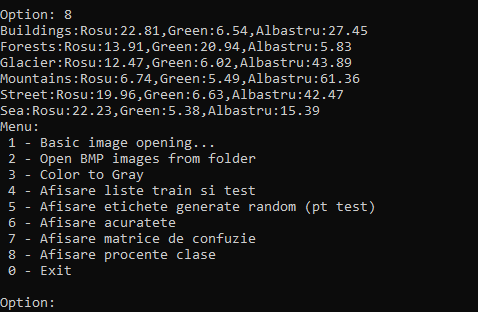 Option: 8
Buildings:Rosu:22.81,Green:6.54,Albastru:27.45
Forests:Rosu:13.91,Green:20.94,Albastru:5.83
Glacier:Rosu:12.47,Green:6.02,Albastru:43.89
Mountains:Rosu:6.74,Green:5.49,Albastru:61.36
Street:Rosu:19.96,Green:6.63,Albastru:42.47
Sea:Rosu:22.23,Green:5.38,Albastru:15.39
Menu:
1 - Basic image opening...
2 - Open BMP images from folder
3 - Color to Gray
4 - Afisare liste train si test
5 - Afisare etichete generate random (pt test)
6 - Afisare acuratete
7 - Afisare matrice de confuzie
8 - Afisare procente clase
0 - Exit
Option: